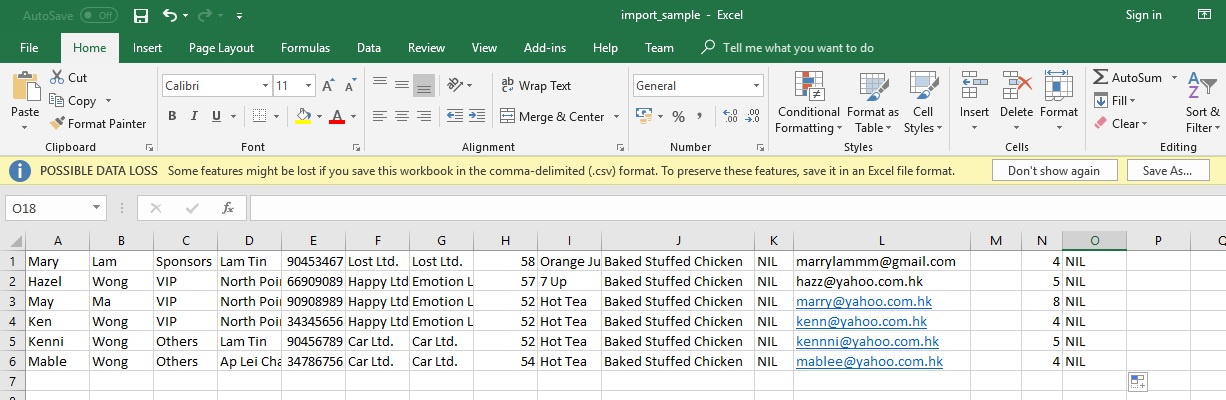 AutoSave Off import_sample - Excel Sign in
File Home Insert Page Layout Formulas Data Review View Add-ins Help Team Tell me what you want to do
Cut Calibri 11 A A Wrap Text General AutoSum
Paste Copy Conditional Format as Cell Insert Delete Format Fill Sort &
Format Painter B I U A Merge & Center $ % , .00 .0 Formatting Table Styles Clear Filter
Clipboard Font Alignment Number Styles Cells Editing
POSSIBLE DATA LOSS Some features might be lost if you save this workbook in the comma-delimited (.csv) format. To preserve these features, save it in an Excel file format. Don't show again Save As...
O18 fx
A B C D E F G H I J K L M N O P Q
1 Mary Lam Sponsors Lam Tin 90453467 Lost Ltd. Lost Ltd. 58 Orange Ju Baked Stuffed Chicken NIL marrylammm@gmail.com 4 NIL
2 Hazel Wong VIP North Poi 66909089 Happy Ltd Emotion L 57 7 Up Baked Stuffed Chicken NIL hazz@yahoo.com.hk 5 NIL
3 May Ma VIP North Poi 90908989 Happy Ltd Emotion L 52 Hot Tea Baked Stuffed Chicken NIL marry@yahoo.com.hk 8 NIL
4 Ken Wong VIP North Poi 34345656 Happy Ltd Emotion L 52 Hot Tea Baked Stuffed Chicken NIL kenn@yahoo.com.hk 4 NIL
5 Kenni Wong Others Lam Tin 90456789 Car Ltd. Car Ltd. 52 Hot Tea Baked Stuffed Chicken NIL kennni@yahoo.com.hk 5 NIL
6 Mable Wong Others Ap Lei Cha 34786756 Car Ltd. Car Ltd. 54 Hot Tea Baked Stuffed Chicken NIL mablee@yahoo.com.hk 4 NIL
7
8